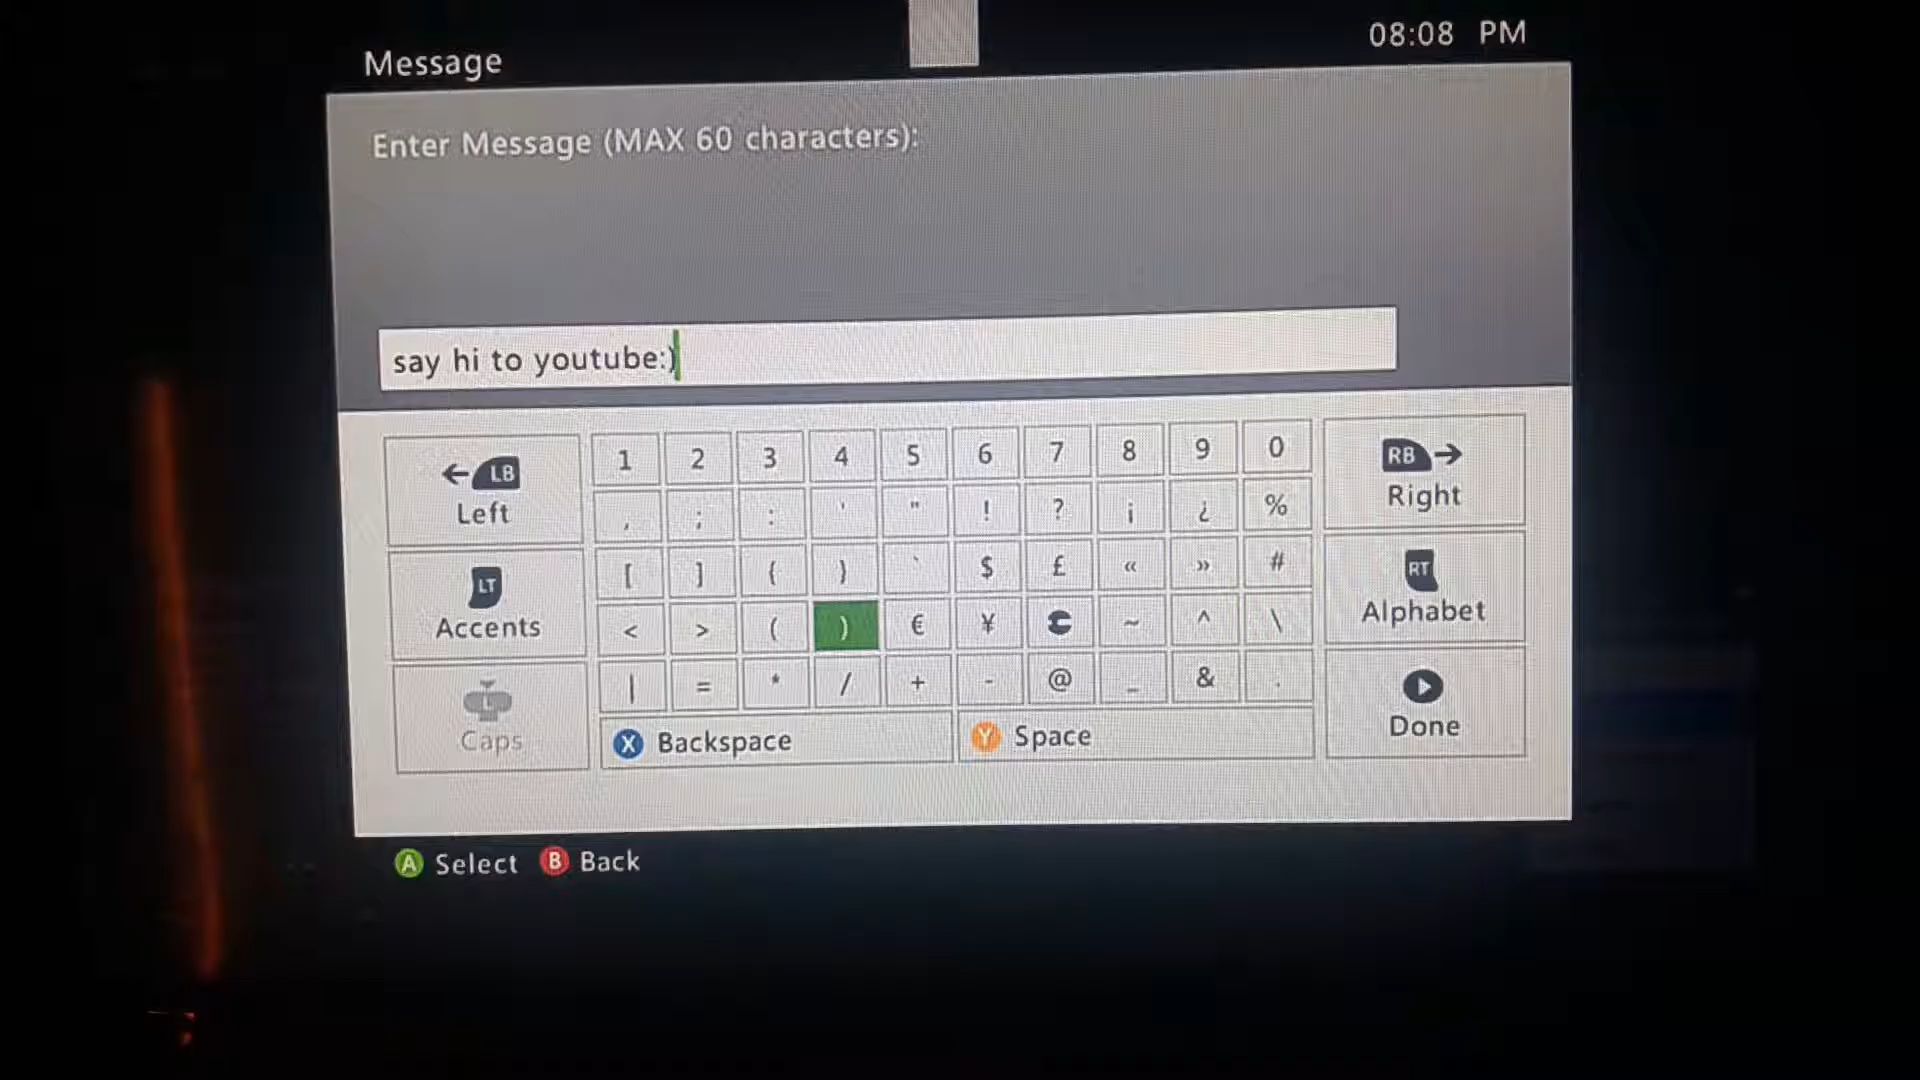 08:08 PM
Message
Enter Message (MAX 60 characters):
say hi to youtube:)
LB
Left
1 2 3 4 5 6 7 8 9 0
RB
Right
, ; : ' " ! ? ¡ ¿ %
LT
Accents
[ ] { } ` $ £ « » #
RT
Alphabet
< > ( ) € ¥ ~ ^ \
L
Caps
| = * / + - @ _ & .
Done
X Backspace
Y Space
A Select B Back